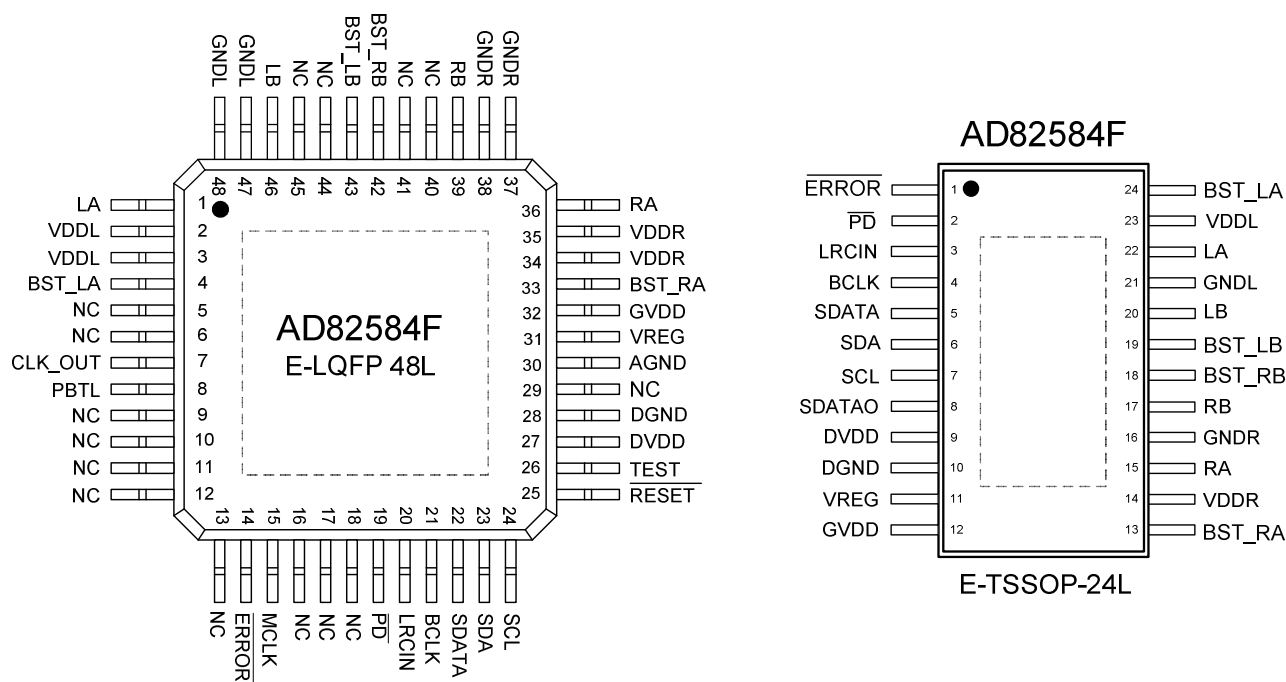 GNDL
GNDL
LB
NC
NC
BST_LB
BST_RB
NC
NC
RB
GNDR
GNDR
48
47
46
45
44
43
42
41
40
39
38
37
LA 1
VDDL 2
VDDL 3
BST_LA 4
NC 5
NC 6
CLK_OUT 7
PBTL 8
NC 9
NC 10
NC 11
NC 12
36 RA
35 VDDR
34 VDDR
33 BST_RA
32 GVDD
31 VREG
30 AGND
29 NC
28 DGND
27 DVDD
26 TEST
25 RESET
AD82584F
E-LQFP 48L
13
14
15
16
17
18
19
20
21
22
23
24
NC
ERROR
MCLK
NC
NC
NC
PD
LRCIN
BCLK
SDATA
SDA
SCL
AD82584F
ERROR 1
PD 2
LRCIN 3
BCLK 4
SDATA 5
SDA 6
SCL 7
SDATAO 8
DVDD 9
DGND 10
VREG 11
GVDD 12
24 BST_LA
23 VDDL
22 LA
21 GNDL
20 LB
19 BST_LB
18 BST_RB
17 RB
16 GNDR
15 RA
14 VDDR
13 BST_RA
E-TSSOP-24L